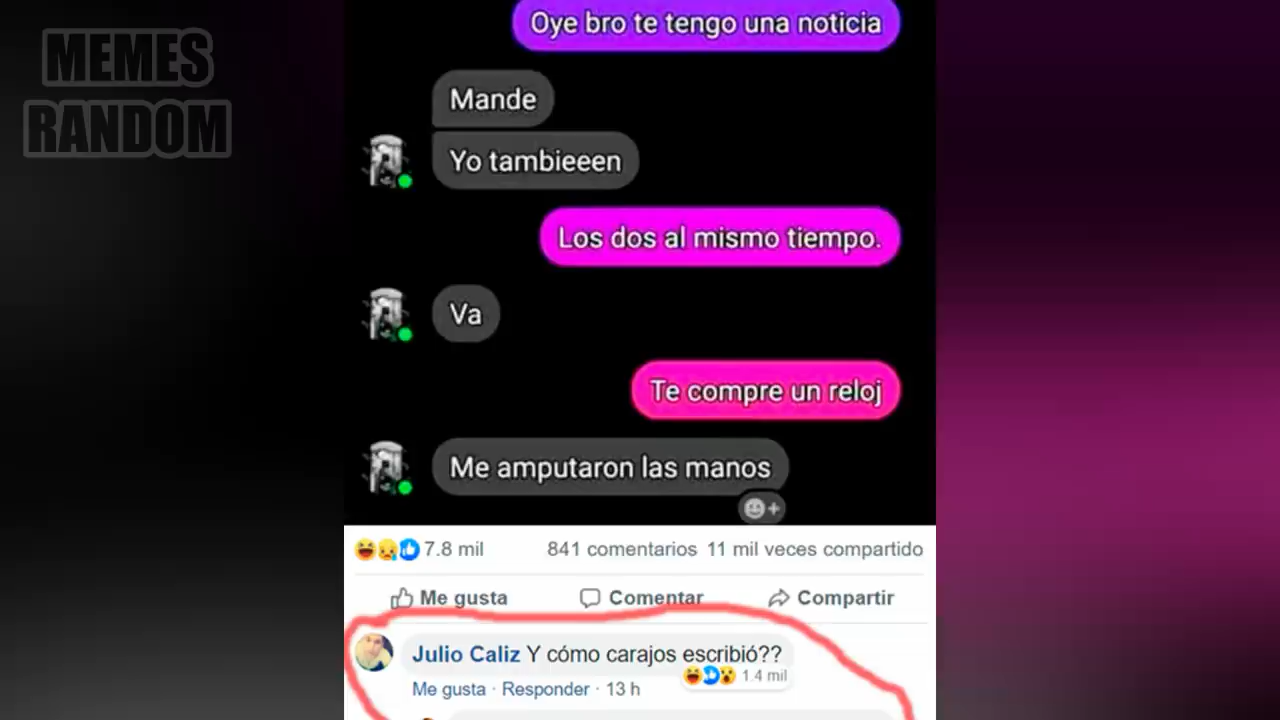 MEMES
RANDOM
Oye bro te tengo una noticia
Mande
Yo tambieeen
Los dos al mismo tiempo.
Va
Te compre un reloj
Me amputaron las manos
7.8 mil 841 comentarios 11 mil veces compartido
Me gusta Comentar Compartir
Julio Caliz Y cómo carajos escribió??
1.4 mil
Me gusta · Responder · 13 h